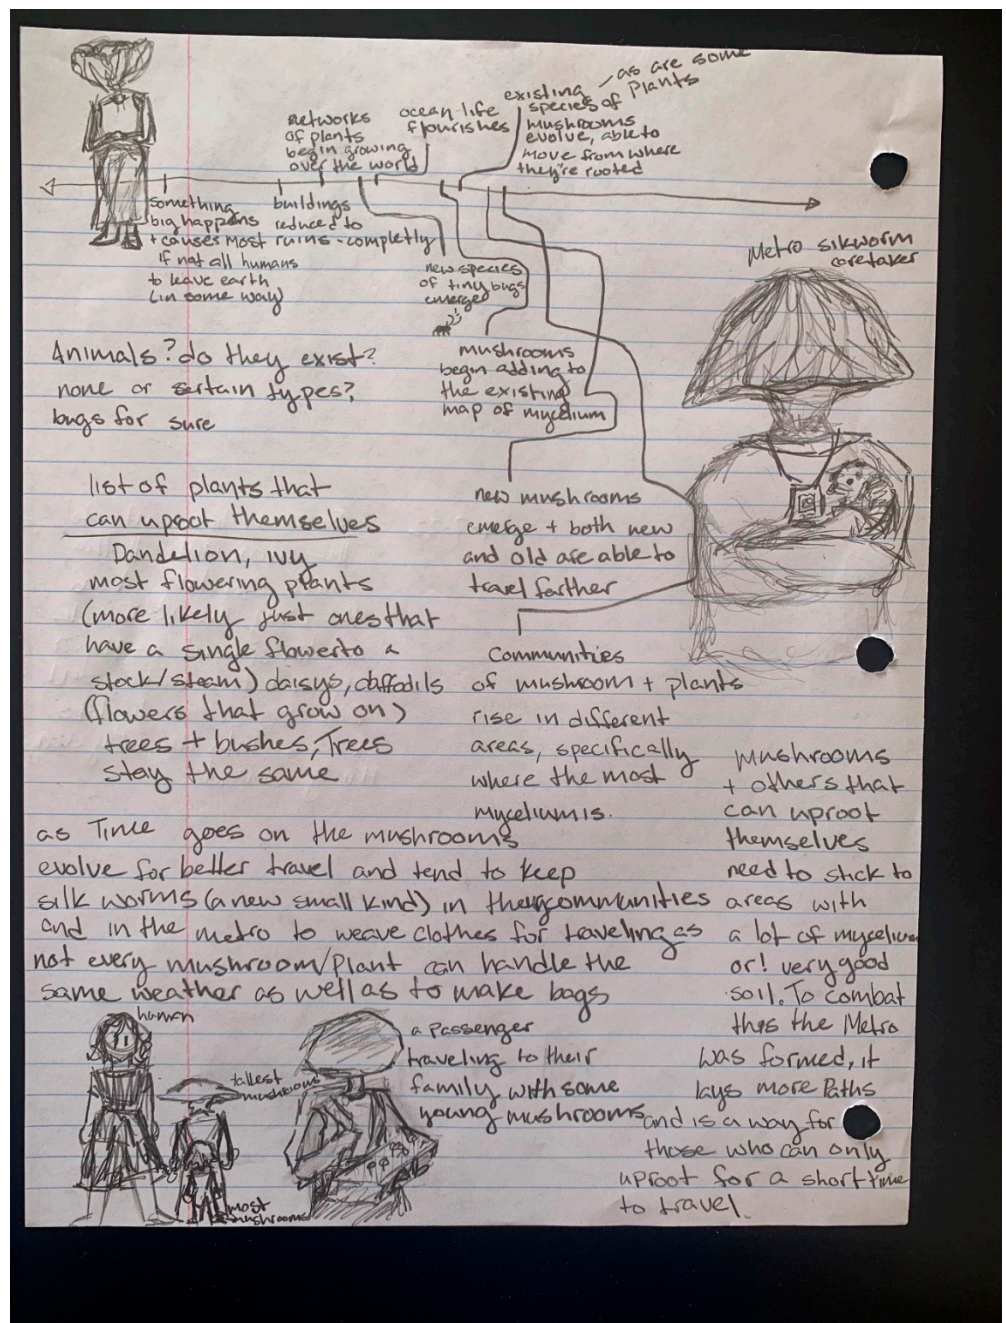 networks
of plants
begin growing
over the world
ocean life
flourishes
existing
species of
mushrooms
evolve, able to
move from where
they're rooted
as are some
Plants
something
big happens
+ causes most
if not all humans
to leave earth
(in some way)
buildings
reduced to
ruins - completly
new species
of tiny bugs
emerged
mushrooms
begin adding to
the existing
map of mycelium
new mushrooms
emerge + both new
and old are able to
travel farther
Communities
of mushroom + plants
rise in different
areas, specifically
where the most
mycelium is.
Metro sikworm
caretaker
Animals? do they exist?
none or sertain types?
bugs for sure
list of plants that
can uproot themselves
Dandelion, ivy
most flowering plants
(more likely just ones that
have a single flower to a
stock/steam) daisys, daffodils
(flowers that grow on)
trees + bushes, Trees
stay the same
as Time goes on the mushrooms
evolve for better travel and tend to keep
silk worms (a new small kind) in communities
and in the metro to weave clothes for traveling as
not every mushroom/plant can handle the
same weather as well as to make bags
mushrooms
+ others that
can uproot
themselves
need to stick to
areas with
a lot of mycelium
or! very good
soil. To combat
this the Metro
was formed, it
lays more Paths
and is a way for
those who can only
uproot for a short time
to travel.
human
tallest
mushrooms
most
mushrooms
a Passenger
traveling to their
family with some
young mushrooms